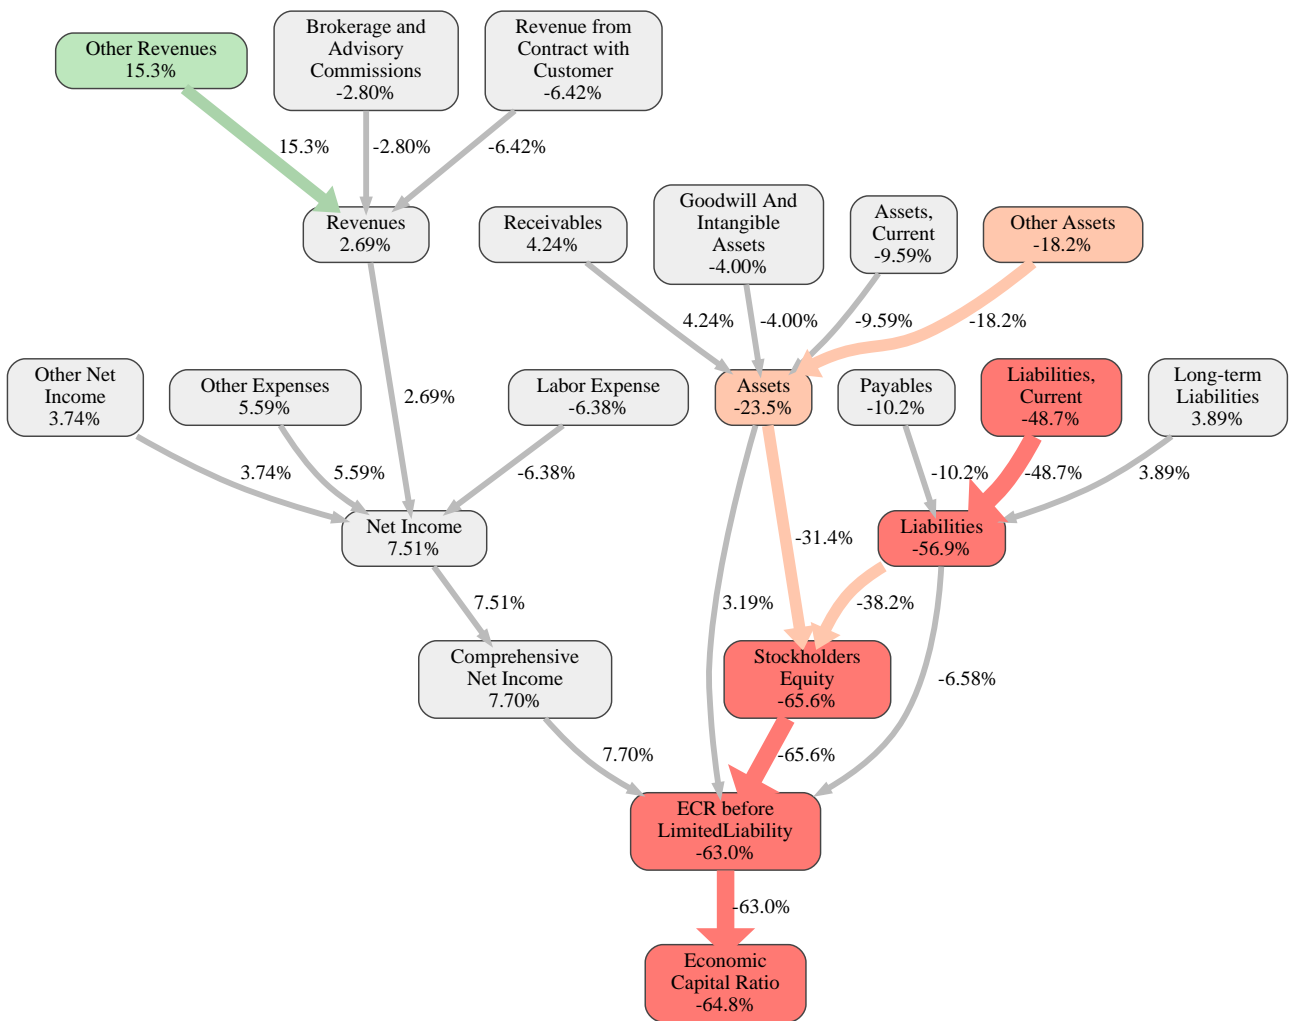 Other Revenues
15.3%
Brokerage and
Advisory
Commissions
-2.80%
Revenue from
Contract with
Customer
-6.42%
15.3%
-2.80%
-6.42%
Revenues
2.69%
Receivables
4.24%
Goodwill And
Intangible
Assets
-4.00%
Assets,
Current
-9.59%
Other Assets
-18.2%
4.24%
-4.00%
-9.59%
-18.2%
Other Net
Income
3.74%
Other Expenses
5.59%
2.69%
Labor Expense
-6.38%
Assets
-23.5%
Payables
-10.2%
Liabilities,
Current
-48.7%
Long-term
Liabilities
3.89%
3.74%
5.59%
-6.38%
-10.2%
-48.7%
3.89%
Net Income
7.51%
-31.4%
Liabilities
-56.9%
7.51%
3.19%
-38.2%
Comprehensive
Net Income
7.70%
Stockholders
Equity
-65.6%
-6.58%
7.70%
-65.6%
ECR before
LimitedLiability
-63.0%
-63.0%
Economic
Capital Ratio
-64.8%